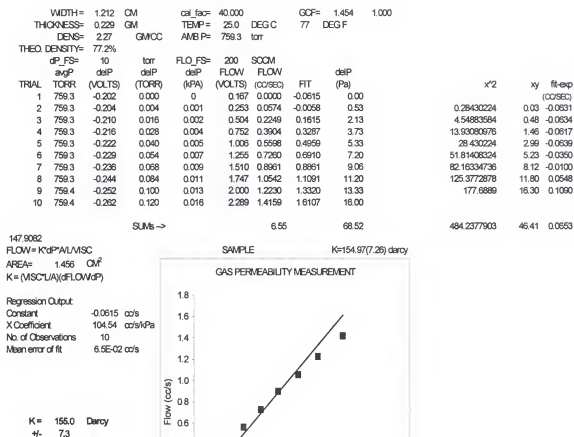 WIDTH= 1.212 CM cal_fac= 40.000 GCF= 1.454 1.000
THICKNESS= 0.229 GM TEMP= 25.0 DEG C 77 DEG F
DENS= 2.27 GM/CC AMB P= 759.3 torr
THEO. DENSITY= 77.2%
dP_FS= 10 torr FLO_FS= 200 SCCM
avgP delP delP delP FLOW FLOW delP
TRIAL TORR (VOLTS) (TORR) (kPA) (VOLTS) (CC/SEC) FIT (Pa) x^2 xy fit-exp
(CC/SEC)
1 759.3 -0.202 0.000 0 0.167 0.0000 -0.0615 0.00
2 759.3 -0.204 0.004 0.001 0.253 0.0574 -0.0058 0.53 0.28430224 0.03 -0.0631
3 759.3 -0.210 0.016 0.002 0.504 0.2249 0.1615 2.13 4.54883584 0.48 -0.0634
4 759.3 -0.216 0.028 0.004 0.752 0.3904 0.3287 3.73 13.93080976 1.46 -0.0617
5 759.3 -0.222 0.040 0.005 1.006 0.5598 0.4959 5.33 28.430224 2.99 -0.0639
6 759.3 -0.229 0.054 0.007 1.255 0.7260 0.6910 7.20 51.81408324 5.23 -0.0350
7 759.3 -0.236 0.068 0.009 1.510 0.8961 0.8861 9.06 82.16334736 8.12 -0.0100
8 759.3 -0.244 0.084 0.011 1.747 1.0542 1.1091 11.20 125.3772878 11.80 0.0548
9 759.4 -0.252 0.100 0.013 2.000 1.2230 1.3320 13.33 177.6889 16.30 0.1090
10 759.4 -0.262 0.120 0.016 2.289 1.4159 1.6107 16.00
SUMs --> 6.55 68.52 484.2377903 46.41 0.0653
147.9082
FLOW = K*dP*A/L/VISC SAMPLE K=154.97(7.26) darcy
AREA= 1.456 CM²
K = (VISC*L/A)(dFLOW/dP)
GAS PERMEABILITY MEASUREMENT
Regression Output:
Constant -0.0615 cc/s
X Coefficient 104.54 cc/s/kPa
No. of Observations 10
Mean error of fit 6.5E-02 cc/s
K = 155.0 Darcy
+/- 7.3
1.8
1.6
1.4
1.2
1.0
0.8
0.6
Flow (cc/s)